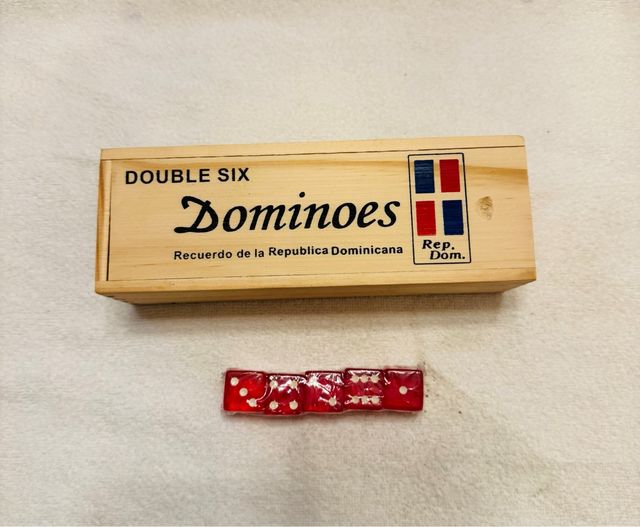 DOUBLE SIX
Dominoes
Recuerdo de la Republica Dominicana
Rep.
Dom.